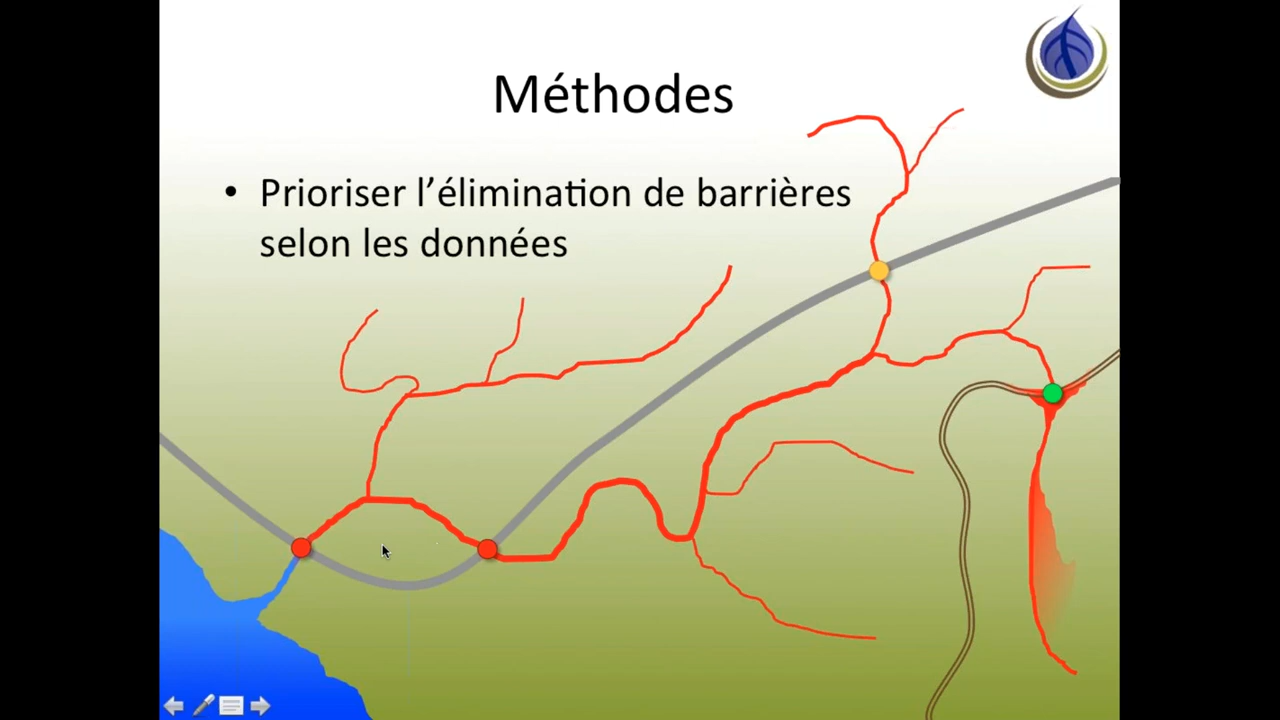 Méthodes
• Prioriser l’élimination de barrières
selon les données